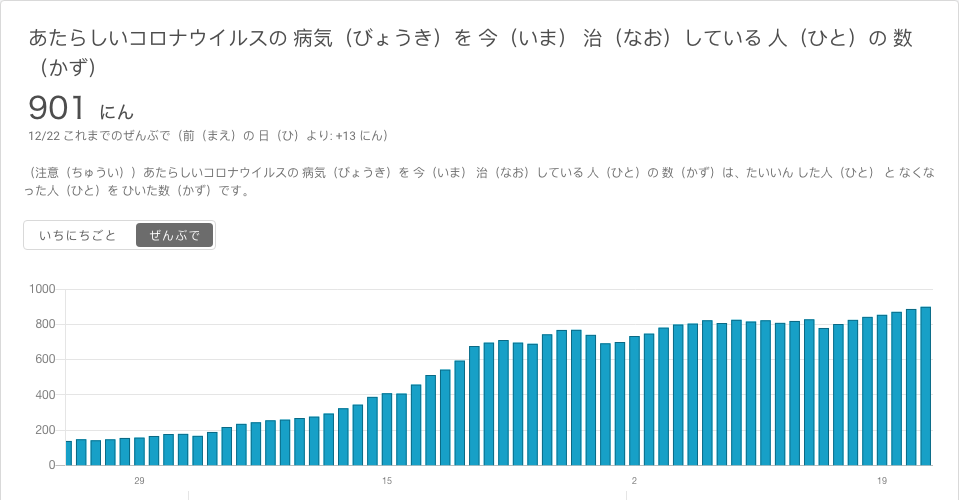 あたらしいコロナウイルスの 病気（びょうき）を 今（いま） 治（なお）している 人（ひと）の 数
（かず）
901 にん
12/22 これまでのぜんぶで（前（まえ）の 日（ひ）より: +13 にん）
（注意（ちゅうい））あたらしいコロナウイルスの 病気（びょうき）を 今（いま） 治（なお）している 人（ひと）の 数（かず）は、たいいん した人（ひと） と なくな
った人（ひと）を ひいた数（かず）です。
いちにちごと ぜんぶで
1000
800
600
400
200
0
29 15 2 19